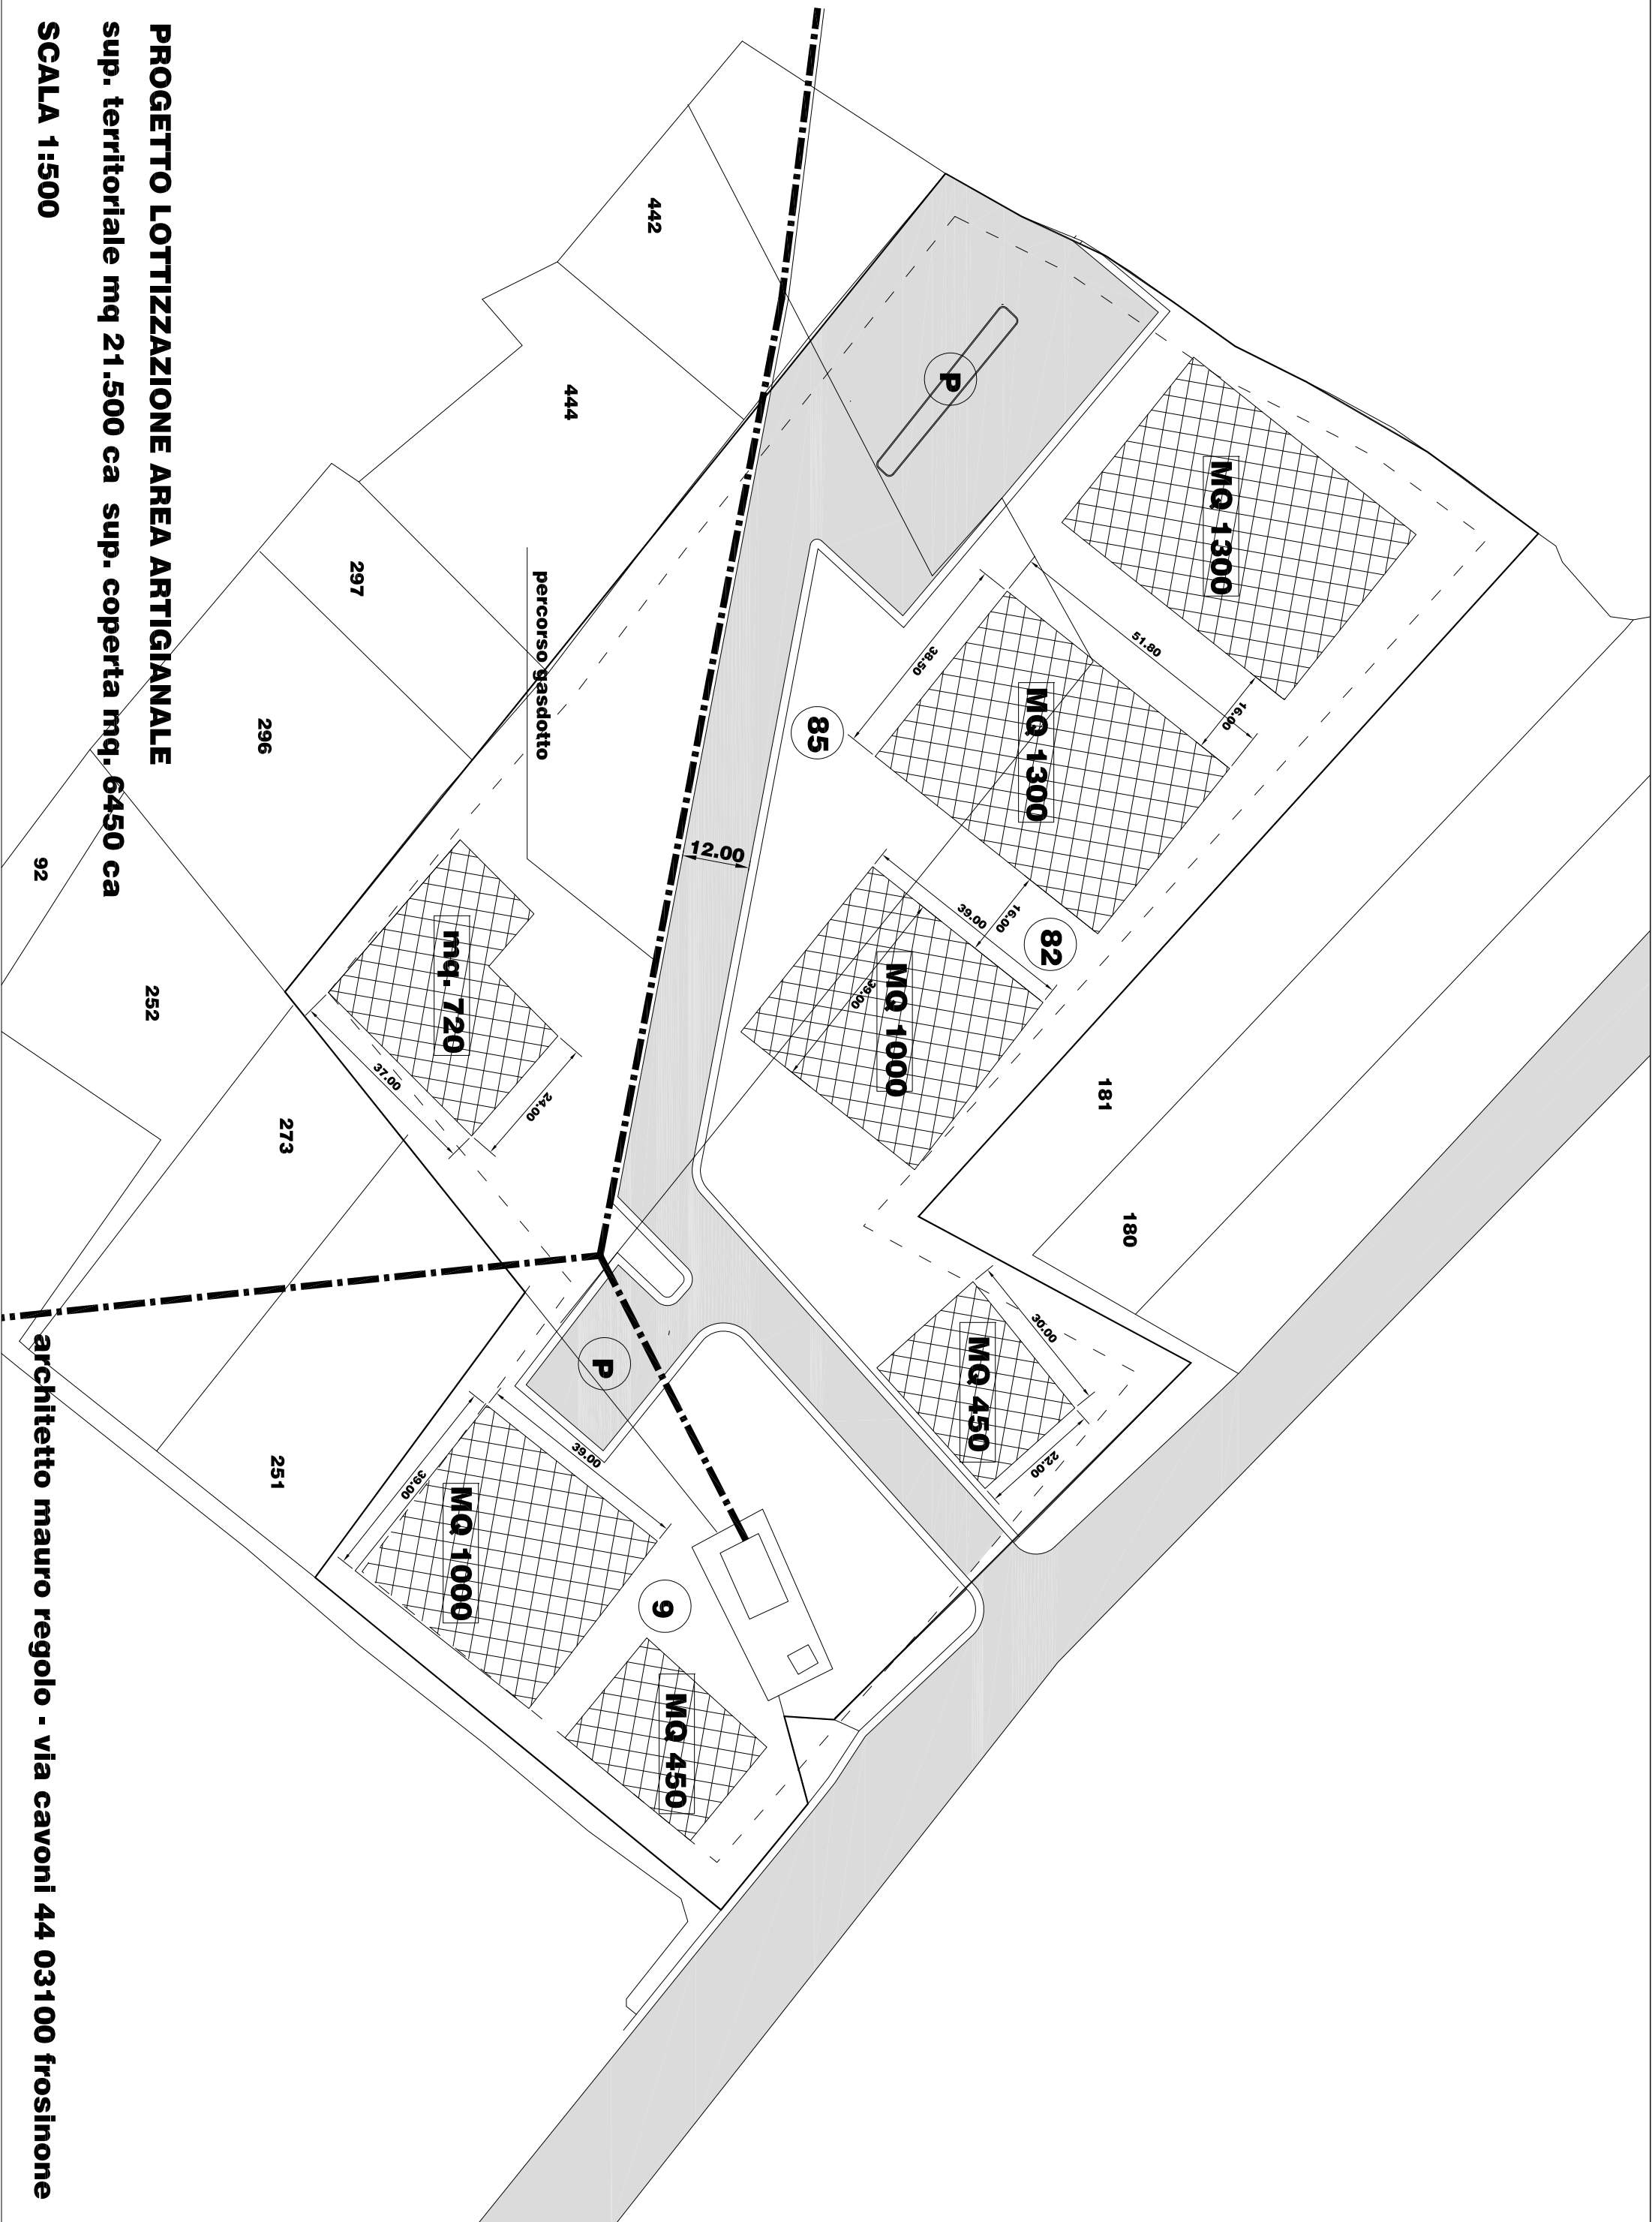 PROGETTO LOTTIZZAZIONE AREA ARTIGIANALE
sup. territoriale mq 21.500 ca sup. coperta mq. 6450 ca
SCALA 1:500
442
444
297
296
92
252
273
251
percorso gasdotto
P
MQ 1300
51.80
38.50
16.00
MQ 1300
85
12.00
16.00
39.00
82
39.00
MQ 1000
181
180
mq. 720
37.00
24.00
30.00
MQ 450
22.00
P
39.00
39.00
MQ 1000
9
MQ 450
architetto mauro regolo - via cavoni 44 03100 frosinone